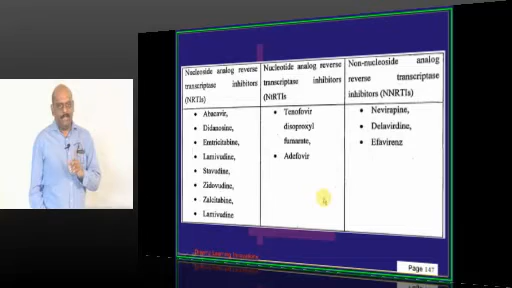 Nucleoside analog reverse
transcriptase inhibitors
(NRTIs)
Nucleotide analog reverse
transcriptase inhibitors
(NtRTIs
Non-nucleoside analog
reverse transcriptase
inhibitors (NNRTIs)
• Abacavir,
• Didanosine,
• Emtricitabine,
• Lamivudine,
• Stavudine,
• Zidovudine,
• Zalcitabine,
• Lamivudine
• Tenofovir
disoproxyl
fumarate,
• Adefovir
• Nevirapine,
• Delavirdine,
• Efavirenz
Page 147